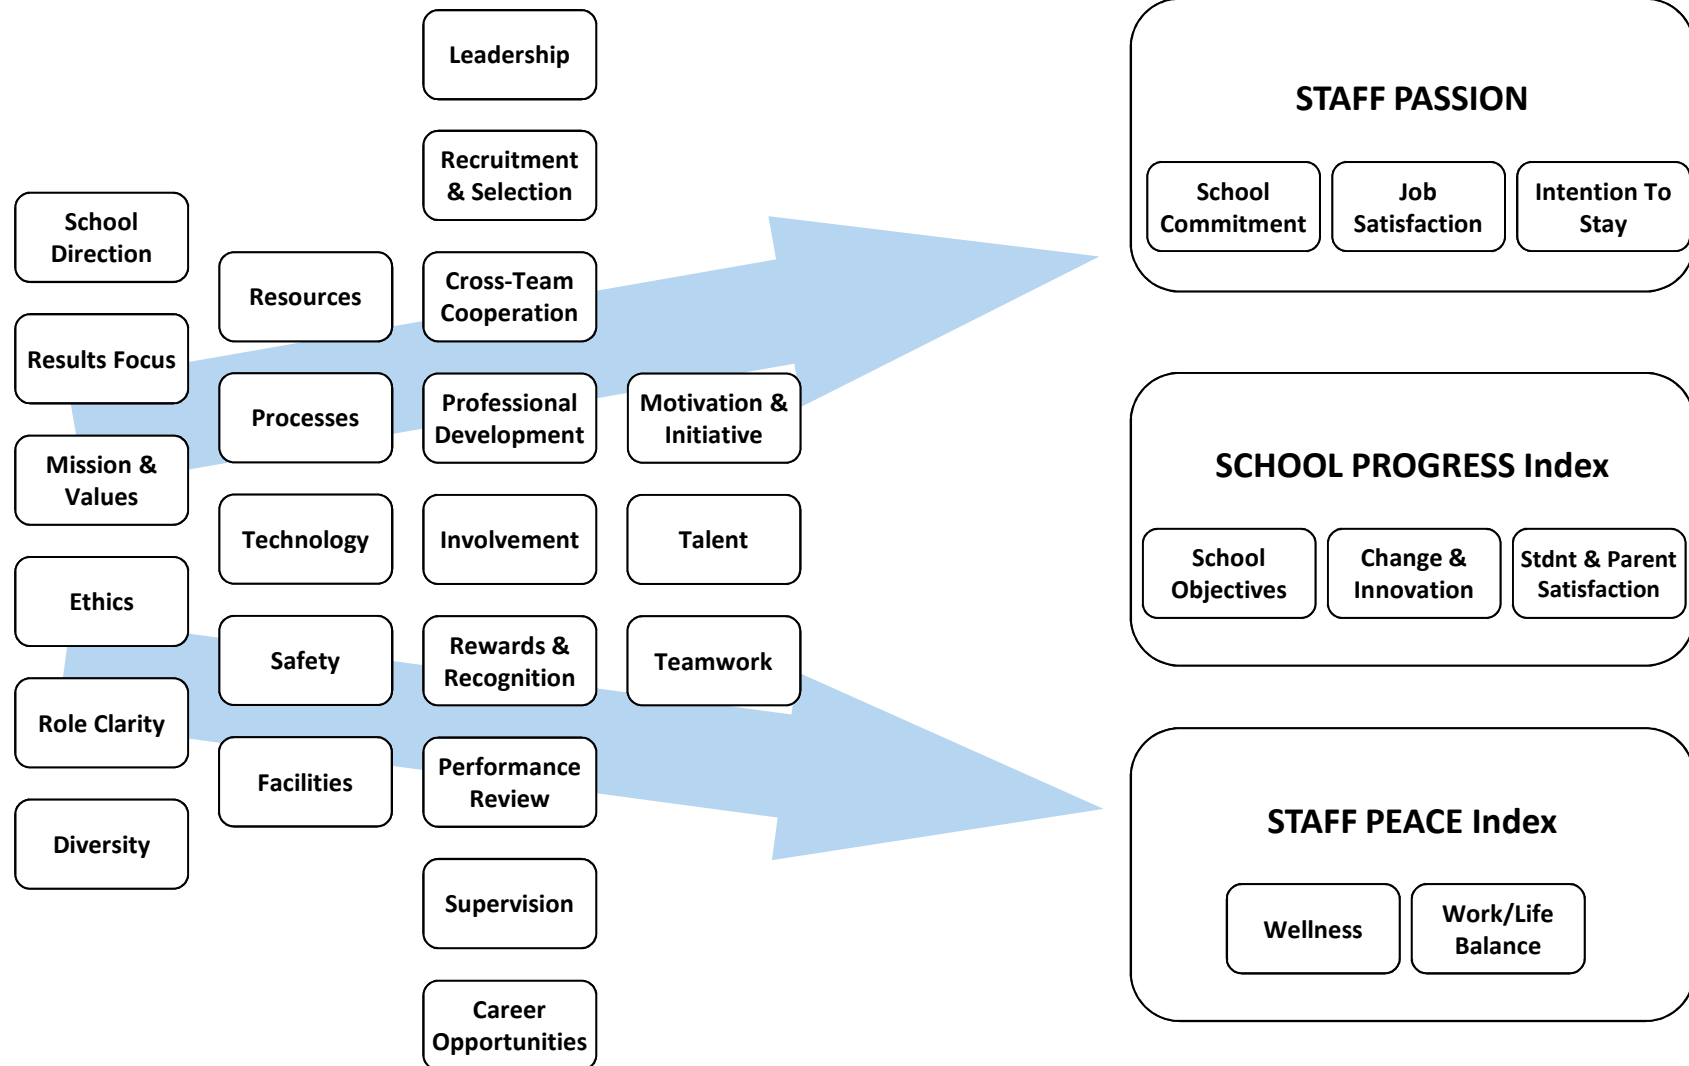 School
Direction
Results Focus
Mission &
Values
Ethics
Role Clarity
Diversity
Resources
Processes
Technology
Safety
Facilities
Leadership
Recruitment
& Selection
Cross-Team
Cooperation
Professional
Development
Involvement
Rewards &
Recognition
Performance
Review
Supervision
Career
Opportunities
Motivation &
Initiative
Talent
Teamwork
STAFF PASSION
School
Commitment
Job
Satisfaction
Intention To
Stay
SCHOOL PROGRESS Index
School
Objectives
Change &
Innovation
Stdnt & Parent
Satisfaction
STAFF PEACE Index
Wellness
Work/Life
Balance